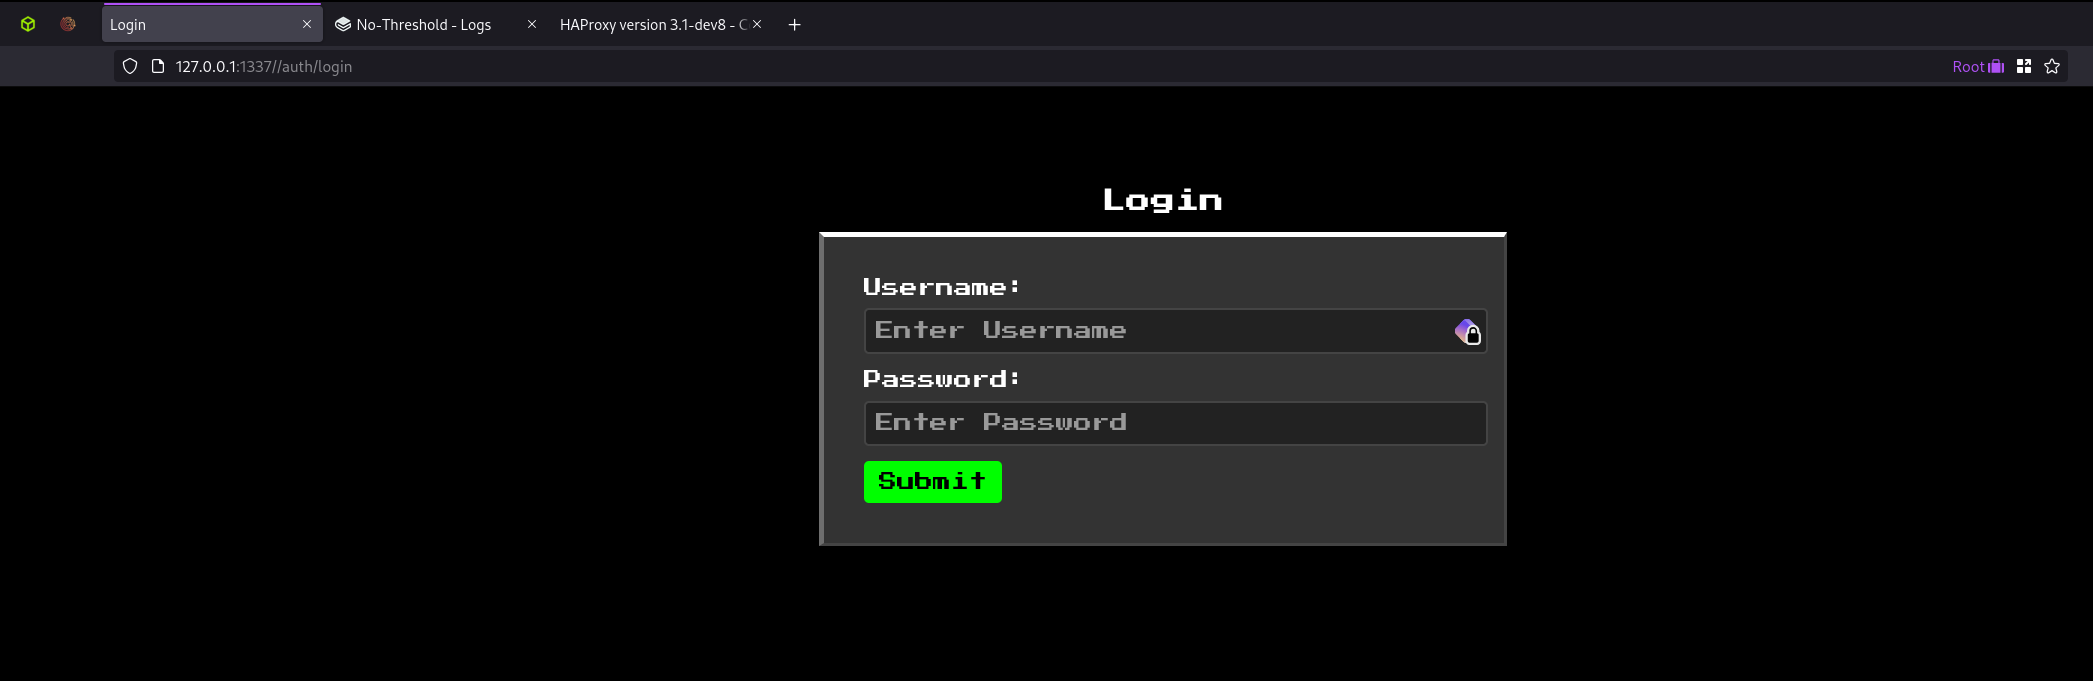 Login
No-Threshold - Logs
HAProxy version 3.1-dev8 - C
127.0.0.1:1337//auth/login
Root
Login
Username:
Enter Username
Password:
Enter Password
Submit